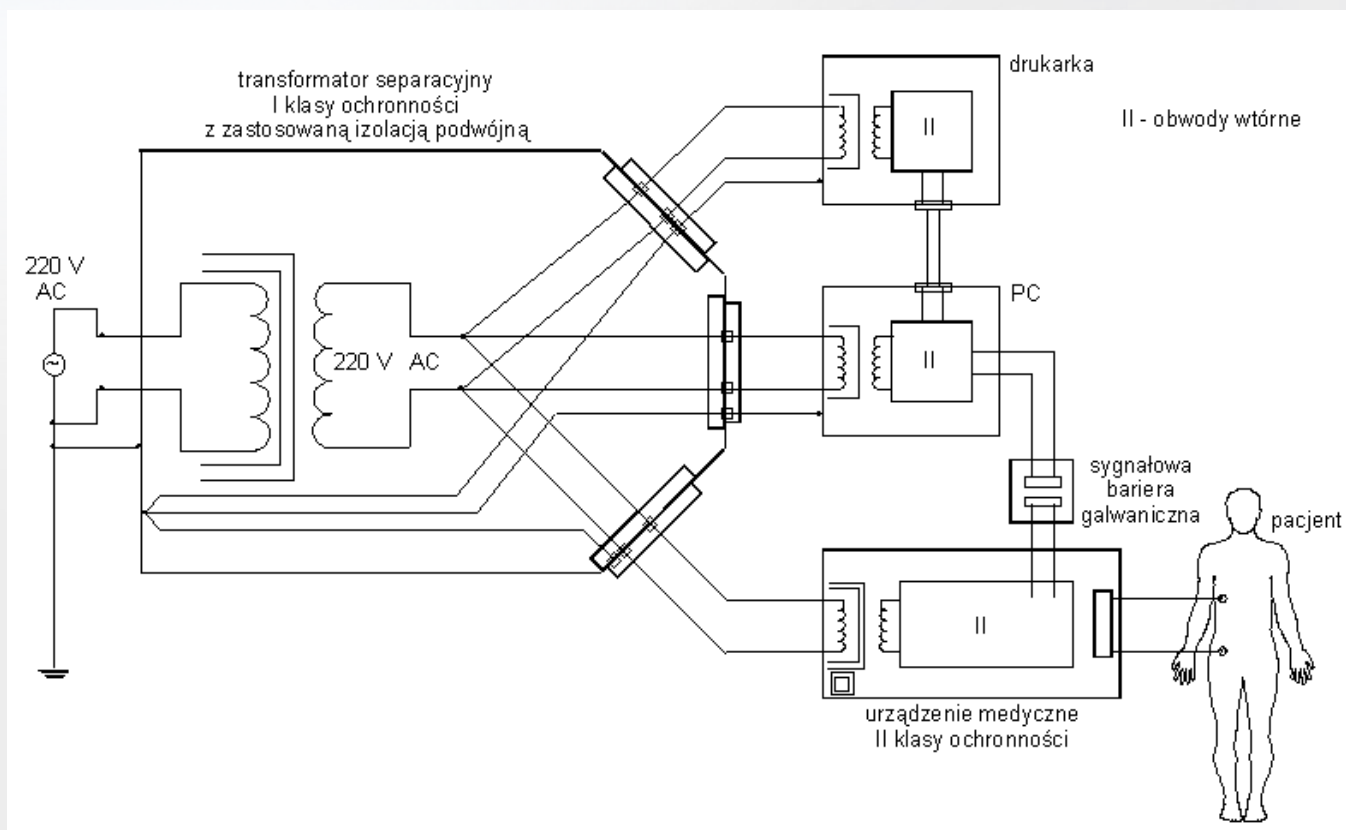 transformator separacyjny
I klasy ochronności
z zastosowaną izolacją podwójną
drukarka
II
II - obwody wtórne
220 V
AC
220 V AC
PC
II
sygnałowa
bariera
galwaniczna
pacjent
II
urządzenie medyczne
II klasy ochronności